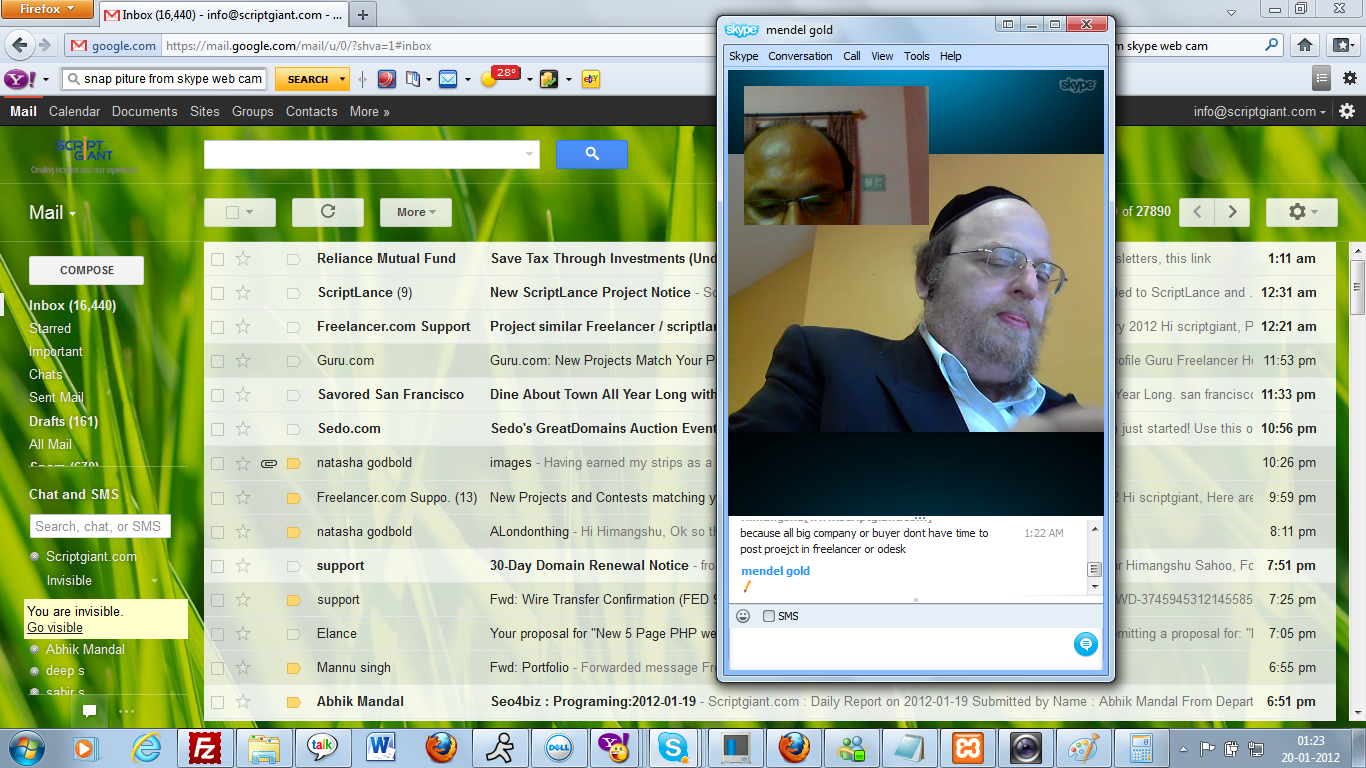 Firefox
Inbox (16,440) - info@scriptgiant.com - ...
google.com
https://mail.google.com/mail/u/0/?shva=1#inbox
m skype web cam
Y!
snap piture from skype web cam
SEARCH
28°
Mail Calendar Documents Sites Groups Contacts More »
info@scriptgiant.com
SCRIPT
GIANT
Mail
More
of 27890
COMPOSE
Inbox (16,440)
Starred
Important
Chats
Sent Mail
Drafts (161)
All Mail
Chat and SMS
Search, chat, or SMS
Scriptgiant.com
Invisible
You are invisible.
Go visible
Abhik Mandal
deep s
sabir s
Reliance Mutual Fund Save Tax Through Investments (Und sletters, this link 1:11 am
ScriptLance (9) New ScriptLance Project Notice - Sc ed to ScriptLance and . 12:31 am
Freelancer.com Support Project similar Freelancer / scriptlan ry 2012 Hi scriptgiant, P 12:21 am
Guru.com Guru.com: New Projects Match Your P rofile Guru Freelancer He 11:53 pm
Savored San Francisco Dine About Town All Year Long with Year Long. san francisco 11:33 pm
Sedo.com Sedo's GreatDomains Auction Event just started! Use this o 10:56 pm
natasha godbold images - Having earned my strips as a 10:26 pm
Freelancer.com Suppo. (13) New Projects and Contests matching y 2 Hi scriptgiant, Here are 9:59 pm
natasha godbold ALondonthing - Hi Himangshu, Ok so th 8:11 pm
support 30-Day Domain Renewal Notice - fro r Himangshu Sahoo, Fo 7:51 pm
support Fwd: Wire Transfer Confirmation (FED 9 WD-3745945312145585 7:25 pm
Elance Your proposal for "New 5 Page PHP we mitting a proposal for: "I 7:05 pm
Mannu singh Fwd: Portfolio - Forwarded message Fr 6:55 pm
Abhik Mandal Seo4biz : Programing:2012-01-19 - Scriptgiant.com : Daily Report on 2012-01-19 Submitted by Name : Abhik Mandal From Depart 6:51 pm
skype mendel gold
Skype Conversation Call View Tools Help
skype
because all big company or buyer dont have time to
post proejct in freelancer or odesk
1:22 AM
mendel gold
SMS
talk
DELL
01:23
20-01-2012